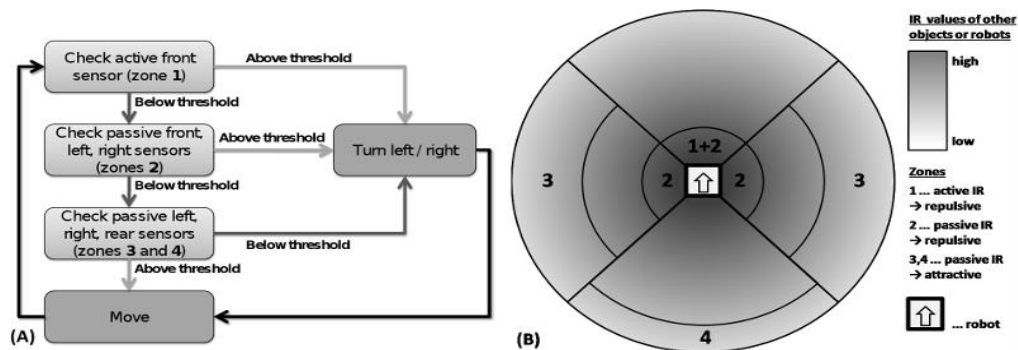 Check active front
sensor (zone 1)
Above threshold
Below threshold
Check passive front,
left, right sensors
(zones 2)
Above threshold
Turn left / right
Below threshold
Check passive left,
right, rear sensors
(zones 3 and 4)
Below threshold
Above threshold
Move
(A)
1+2
2
2
3
3
4
(B)
IR values of other
objects or robots
high
low
Zones
1 ... active IR
→ repulsive
2 ... passive IR
→ repulsive
3,4 ... passive IR
→ attractive
... robot